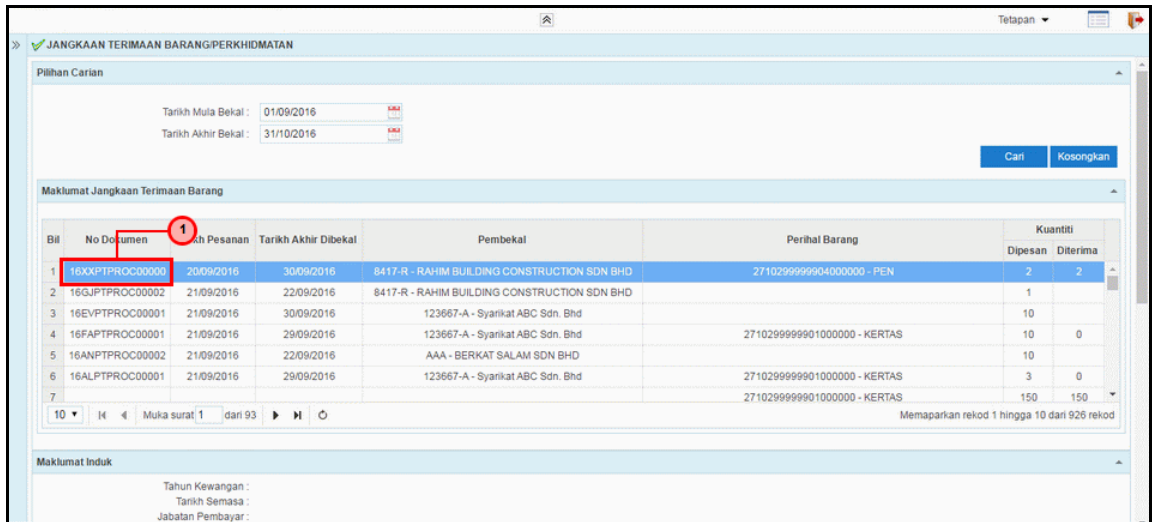 Tetapan
JANGKAAN TERIMAAN BARANG/PERKHIDMATAN
Pilihan Carian
Tarikh Mula Bekal : 01/09/2016
Tarikh Akhir Bekal : 31/10/2016
Cari Kosongkan
Maklumat Jangkaan Terimaan Barang
Bil No Dokumen 1 kh Pesanan Tarikh Akhir Dibekal Pembekal Perihal Barang Kuantiti
Dipesan Diterima
1 16XXPTPROC00000 20/09/2016 30/09/2016 8417-R - RAHIM BUILDING CONSTRUCTION SDN BHD 2710299999904000000 - PEN 2 2
2 16GJPTPROC00002 21/09/2016 22/09/2016 8417-R - RAHIM BUILDING CONSTRUCTION SDN BHD 1
3 16EVPTPROC00001 21/09/2016 30/09/2016 123667-A - Syarikat ABC Sdn. Bhd 10
4 16FAPTPROC00001 21/09/2016 29/09/2016 123667-A - Syarikat ABC Sdn. Bhd 2710299999901000000 - KERTAS 10 0
5 16ANPTPROC00002 21/09/2016 22/09/2016 AAA - BERKAT SALAM SDN BHD 10
6 16ALPTPROC00001 21/09/2016 29/09/2016 123667-A - Syarikat ABC Sdn. Bhd 2710299999901000000 - KERTAS 3 0
7 2710299999901000000 - KERTAS 150 150
10 Muka surat 1 dari 93 Memaparkan rekod 1 hingga 10 dari 926 rekod
Maklumat Induk
Tahun Kewangan :
Tarikh Semasa :
Jabatan Pembayar :